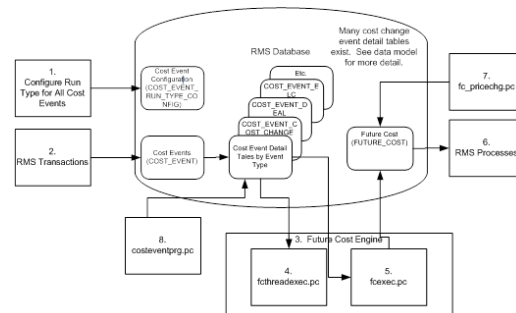 Many cost change
event detail tables
exist. See data model
for more detail.
RMS Database
1.
Configure Run
Type for All Cost
Events
Cost Event
Configuration
(COST_EVENT_
RUN_TYPE_CO
NFIG)
Etc.
COST_EVENT_E
LC
COST_EVENT_D
EAL
COST_EVENT_C
OST_CHANGE
Cost Event Detail
Tales by Event
Type
7.
fc_pricechg.pc
2.
RMS Transactions
Cost Events
(COST_EVENT)
Future Cost
(FUTURE_COST)
6.
RMS Processes
8.
costeventprg.pc
3. Future Cost Engine
4.
fcthreadexec.pc
5.
fcexec.pc